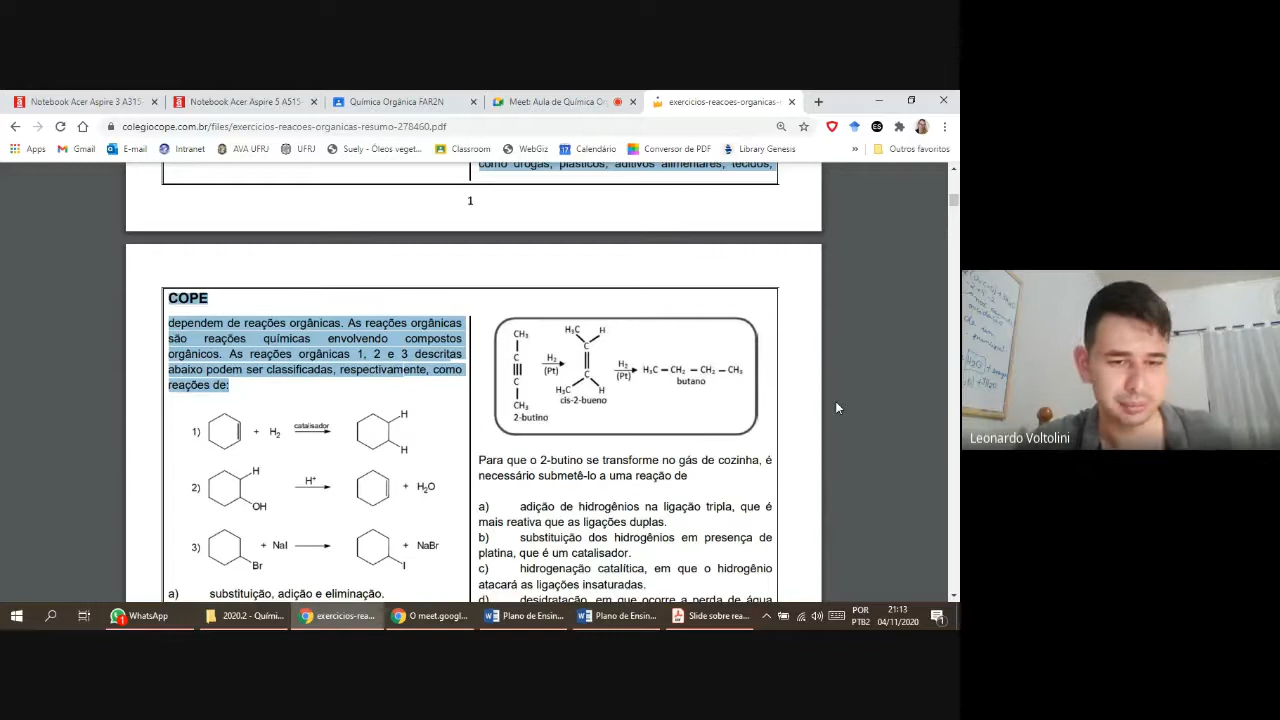 Notebook Acer Aspire 3 A315
Notebook Acer Aspire 5 A515
Química Orgânica FAR2N
Meet: Aula de Química Or
exercicios-reacoes-organicas-
colegiocope.com.br/files/exercicios-reacoes-organicas-resumo-278460.pdf
Apps
Gmail
E-mail
Intranet
AVA UFRJ
UFRJ
Suely - Óleos veget...
Classroom
WebGiz
Calendário
Conversor de PDF
Library Genesis
»
Outros favoritos
como drogas, plásticos, aditivos alimentares, tecidos,
1
COPE
dependem de reações orgânicas. As reações orgânicas
são reações químicas envolvendo compostos
orgânicos. As reações orgânicas 1, 2 e 3 descritas
abaixo podem ser classificadas, respectivamente, como
reações de:
1) + H2 catalisador H H
2) H OH H+ + H2O
3) Br + NaI I + NaBr
a) substituição, adição e eliminação.
CH3 C C CH3
2-butino
H2 (Pt)
H3C H C C H3C H
cis-2-bueno
H2 (Pt)
H3C – CH2 – CH2 – CH3
butano
Para que o 2-butino se transforme no gás de cozinha, é
necessário submetê-lo a uma reação de
a) adição de hidrogênios na ligação tripla, que é
mais reativa que as ligações duplas.
b) substituição dos hidrogênios em presença de
platina, que é um catalisador.
c) hidrogenação catalítica, em que o hidrogênio
atacará as ligações insaturadas.
d) desidratação, em que ocorre a perda de água
Leonardo Voltolini
WhatsApp
1
2020.2 - Quími...
exercicios-rea...
O meet.googl...
Plano de Ensin...
Plano de Ensin...
Slide sobre rea...
POR
PTB2
21:13
04/11/2020
1